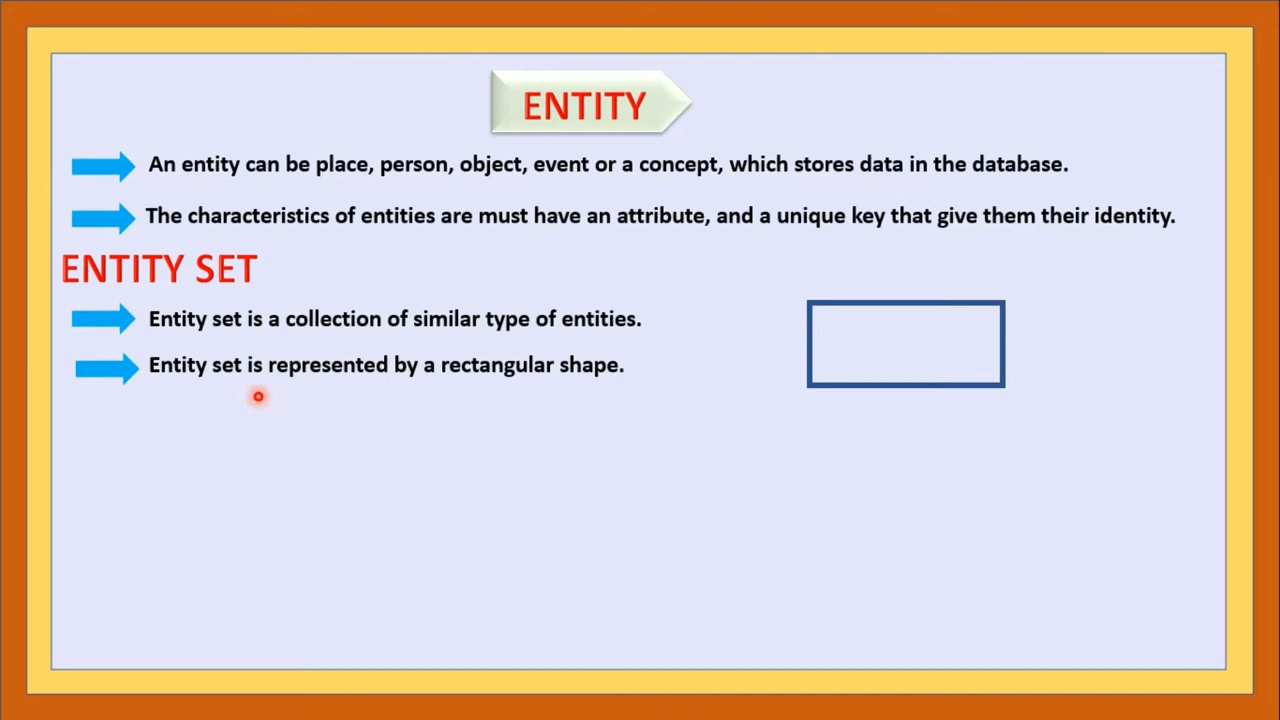 ENTITY
An entity can be place, person, object, event or a concept, which stores data in the database.
The characteristics of entities are must have an attribute, and a unique key that give them their identity.
ENTITY SET
Entity set is a collection of similar type of entities.
Entity set is represented by a rectangular shape.